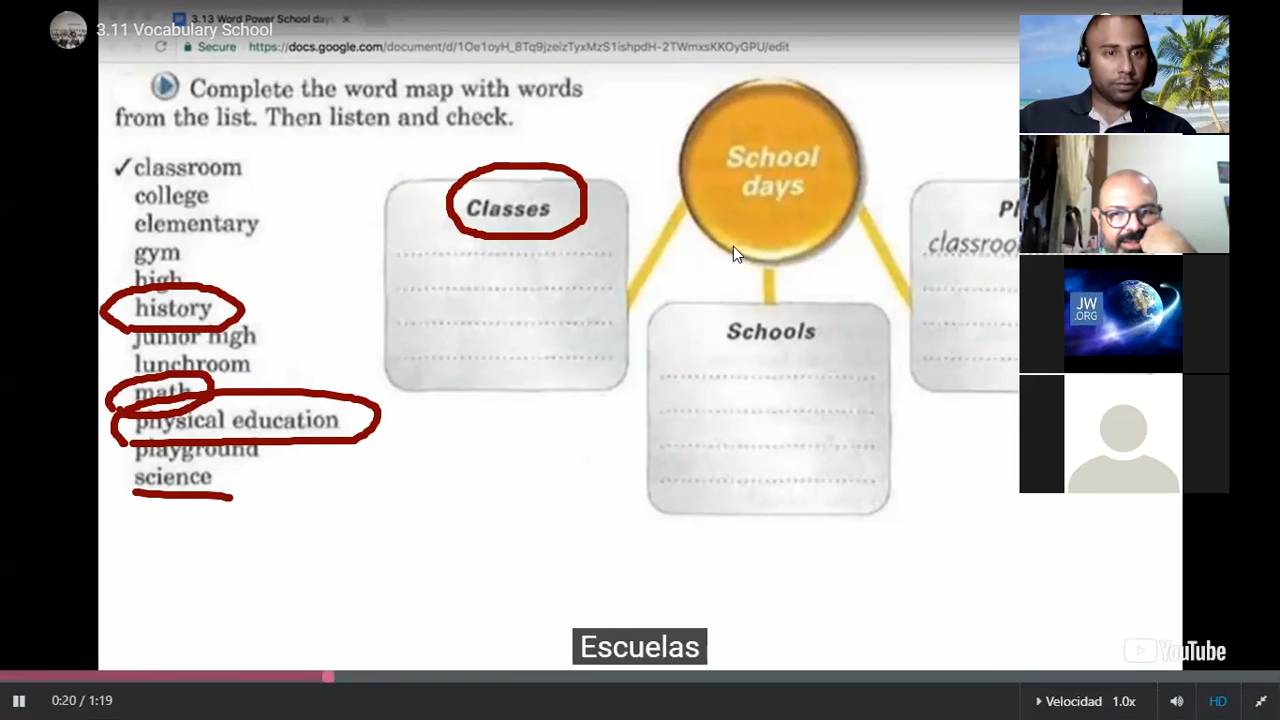 3.13 Word Power School days
3.11 Vocabulary School
Secure https://docs.google.com/document/d/1Oe1oyH_8Tq9jzeizTyxMzS1ishpdH-2TWmxsKKOyGPU/edit
Complete the word map with words
from the list. Then listen and check.
✓ classroom
college
elementary
gym
high
history
junior high
lunchroom
math
physical education
playground
science
Classes
School
days
Schools
classroo
JW
.ORG
Escuelas
YouTube
0:20 / 1:19
Velocidad 1.0x
HD